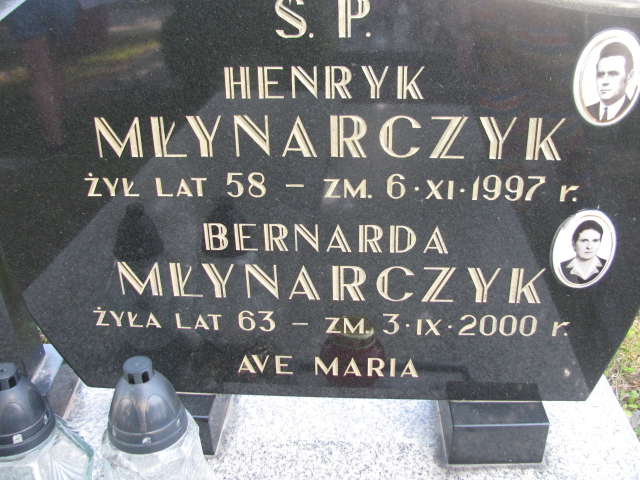 Ś. P.
HENRYK
MŁYNARCZYK
ŻYŁ LAT 58 – ZM. 6·XI·1997 r.
BERNARDA
MŁYNARCZYK
ŻYŁA LAT 63 – ZM. 3·IX·2000 r.
AVE MARIA